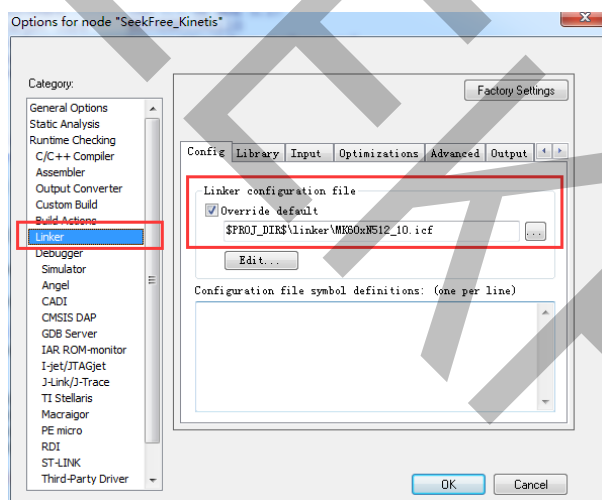 Options for node "SeekFree_Kinetis"
Category:
Factory Settings
General Options
Static Analysis
Runtime Checking
C/C++ Compiler
Assembler
Output Converter
Custom Build
Build Actions
Linker
Debugger
Simulator
Angel
CADI
CMSIS DAP
GDB Server
IAR ROM-monitor
I-jet/JTAGjet
J-Link/J-Trace
TI Stellaris
Macraigor
PE micro
RDI
ST-LINK
Third-Party Driver
Config Library Input Optimizations Advanced Output
Linker configuration file
Override default
$PROJ_DIR$\linker\MK60xN512_10.icf
...
Edit...
Configuration file symbol definitions: (one per line)
OK Cancel